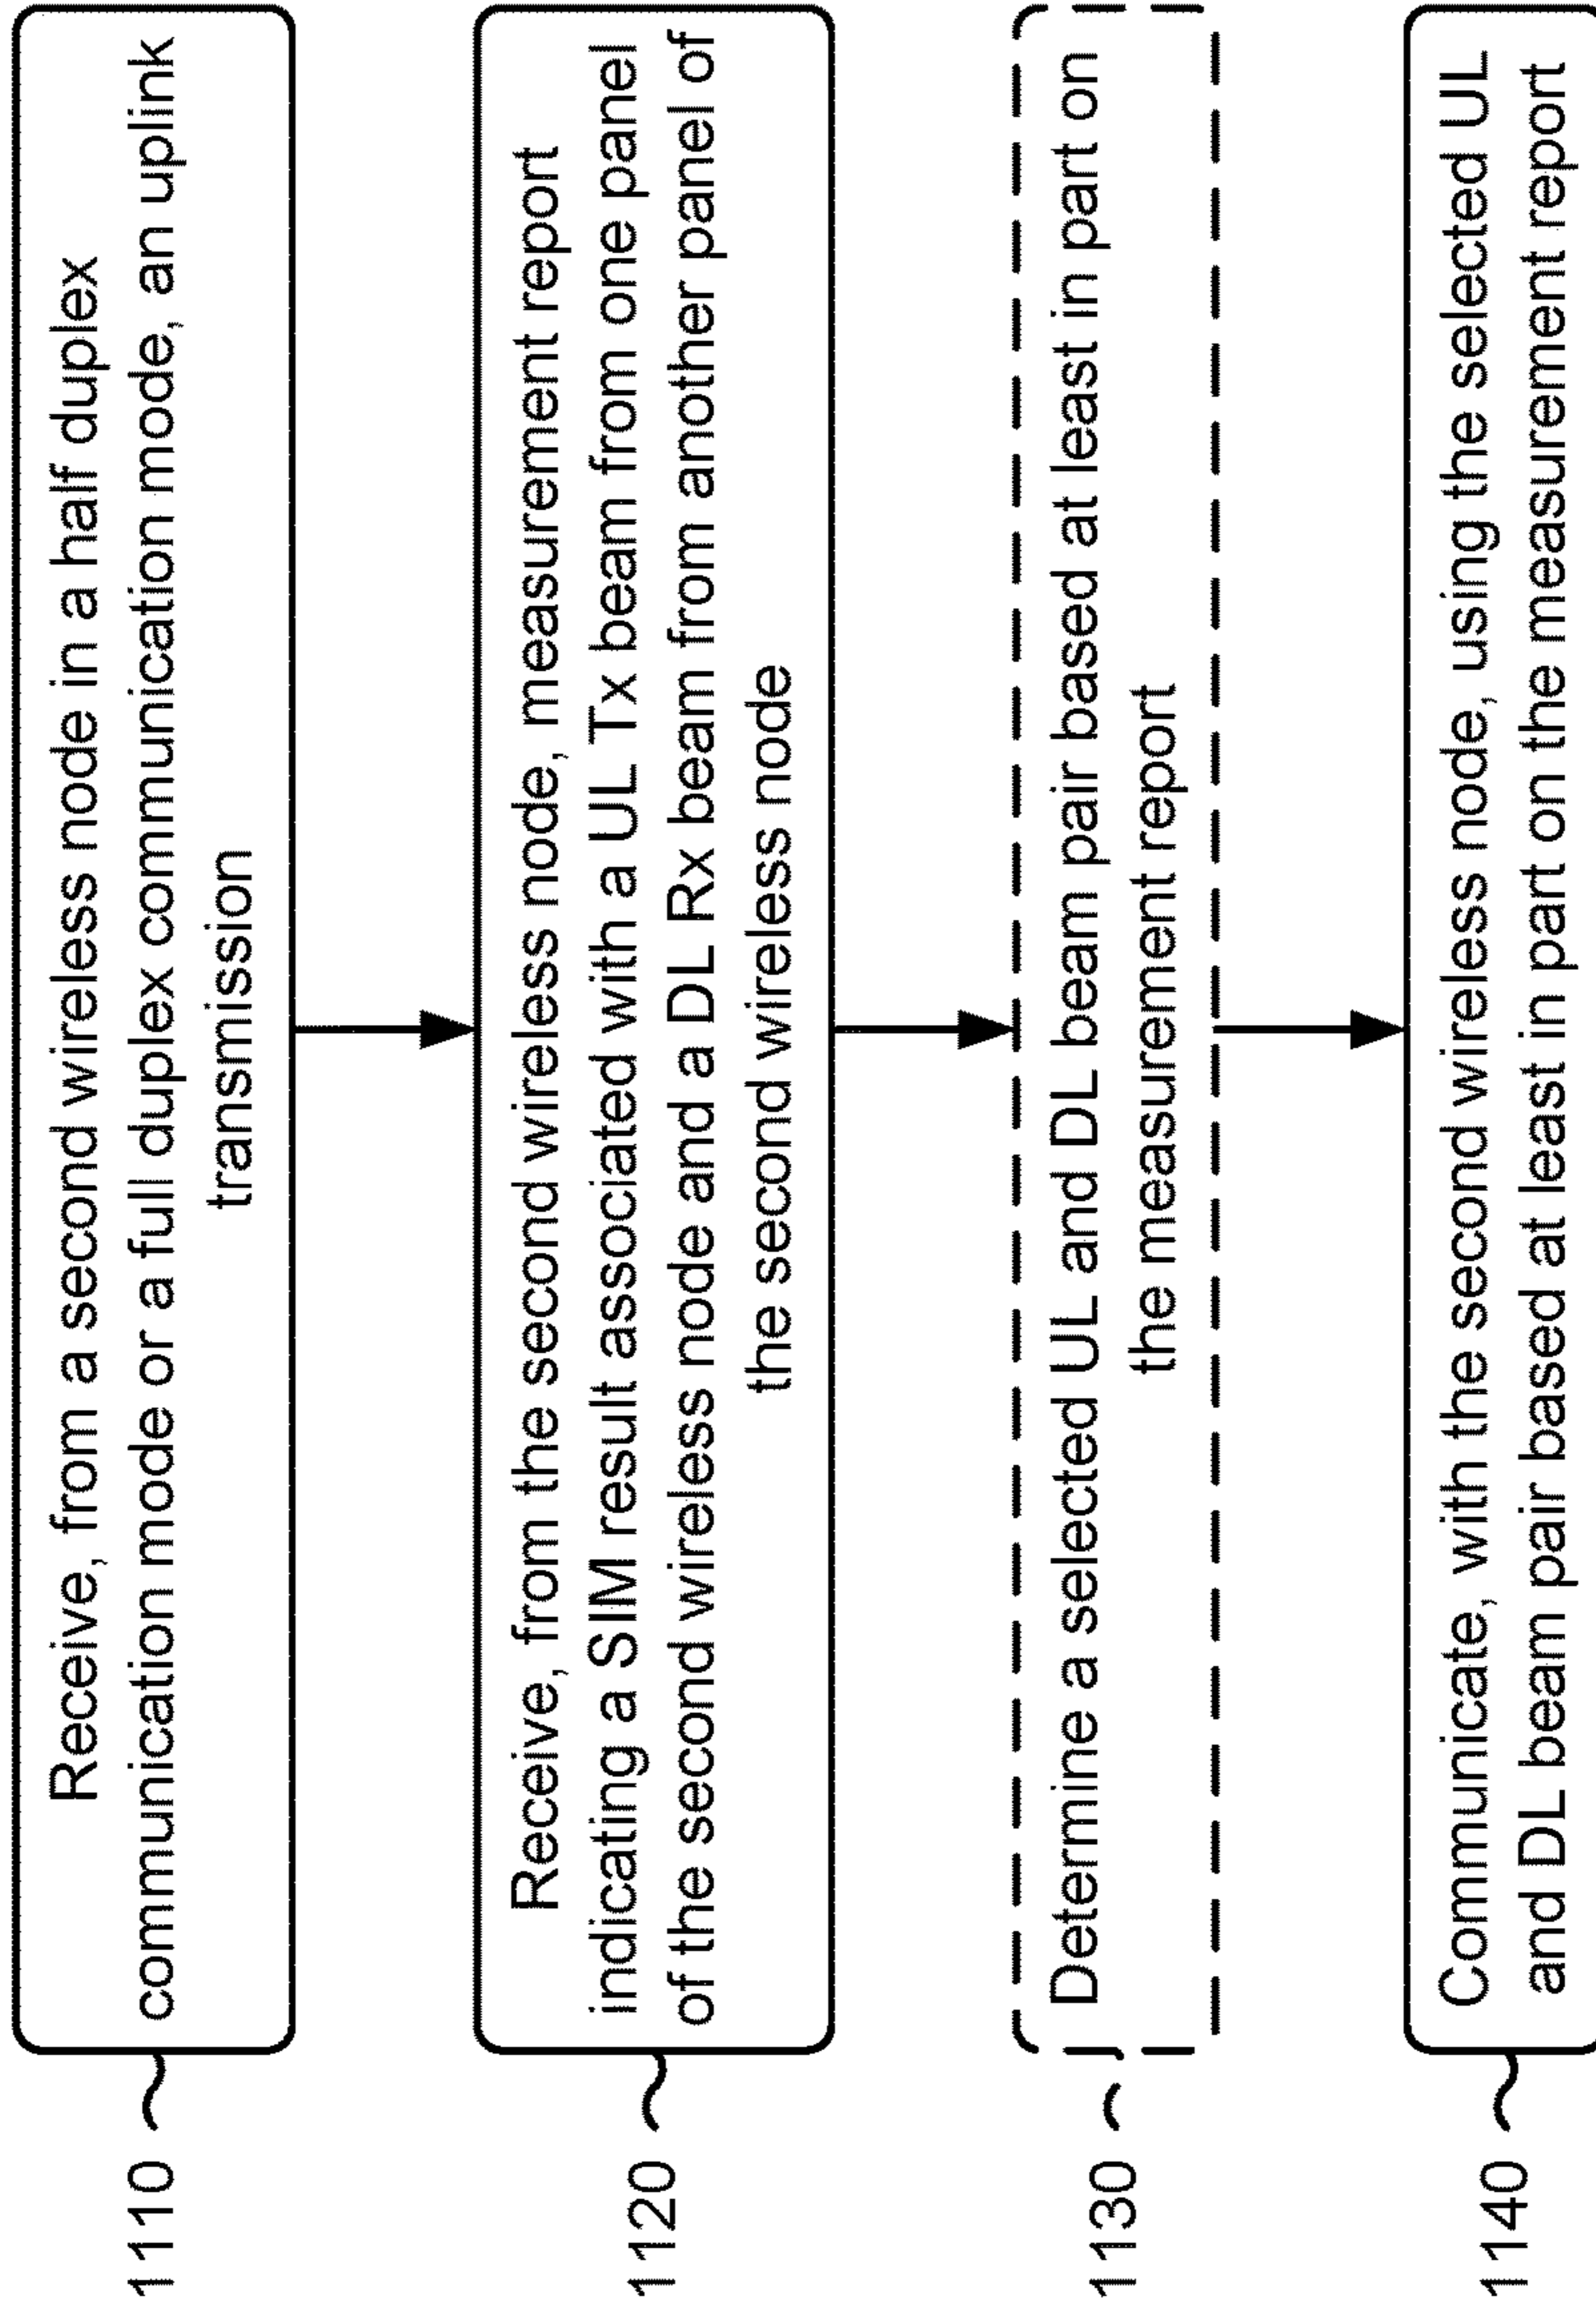 1110
Receive, from a second wireless node in a half duplex
communication mode or a full duplex communication mode, an uplink
transmission
1120
Receive, from the second wireless node, measurement report
indicating a SIM result associated with a UL Tx beam from one panel
of the second wireless node and a DL Rx beam from another panel of
the second wireless node
1130
Determine a selected UL and DL beam pair based at least in part on
the measurement report
1140
Communicate, with the second wireless node, using the selected UL
and DL beam pair based at least in part on the measurement report